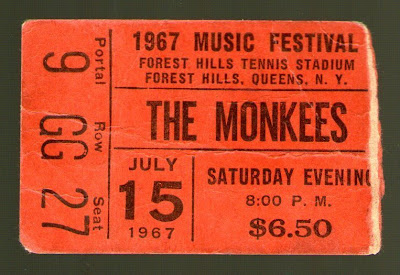 Portal Row Seat
9 GG 27
1967 MUSIC FESTIVAL
FOREST HILLS TENNIS STADIUM
FOREST HILLS, QUEENS, N. Y.
THE MONKEES
JULY
15
1967
SATURDAY EVENING
8:00 P. M.
$6.50